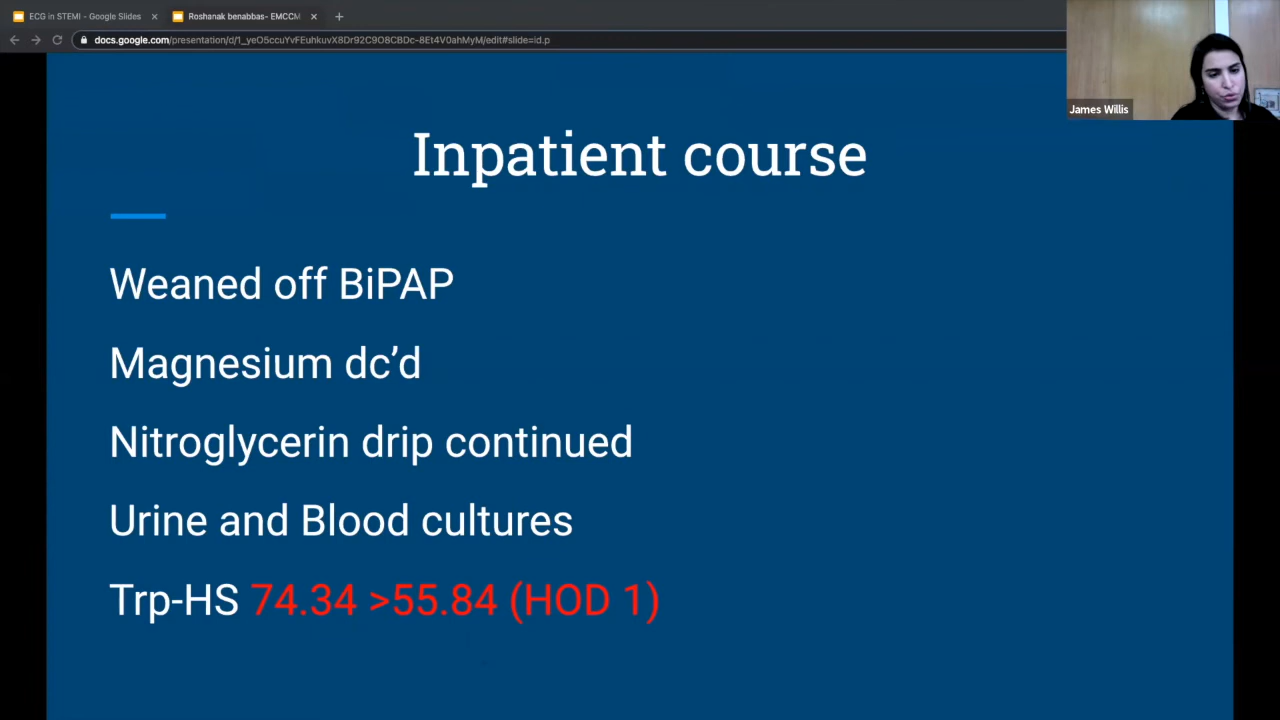 ECG in STEMI - Google Slides
Roshanak benabbas- EMCCM
docs.google.com/presentation/d/1_yeO5ccuYvFEuhkuvX8Dr92C9O8CBDc-8Et4V0ahMyM/edit#slide=id.p
James Willis
Inpatient course
Weaned off BiPAP
Magnesium dc’d
Nitroglycerin drip continued
Urine and Blood cultures
Trp-HS 74.34 >55.84 (HOD 1)